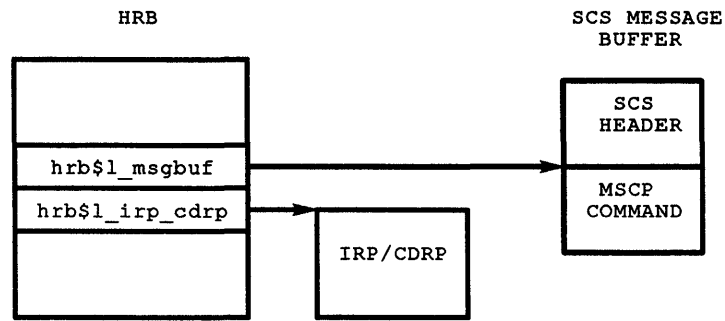 HRB
SCS MESSAGE
BUFFER
SCS
HEADER
hrb$l_msgbuf
hrb$l_irp_cdrp
MSCP
COMMAND
IRP/CDRP